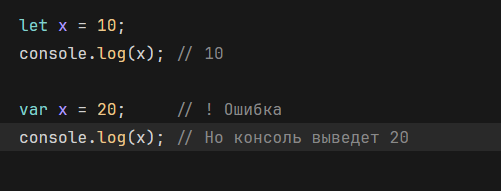 let x = 10;
console.log(x); // 10
var x = 20;     // ! Ошибка
console.log(x); // Но консоль выведет 20